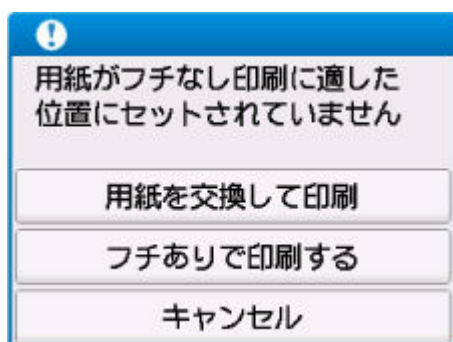 用紙がフチなし印刷に適した
位置にセットされていません
用紙を交換して印刷
フチありで印刷する
キャンセル